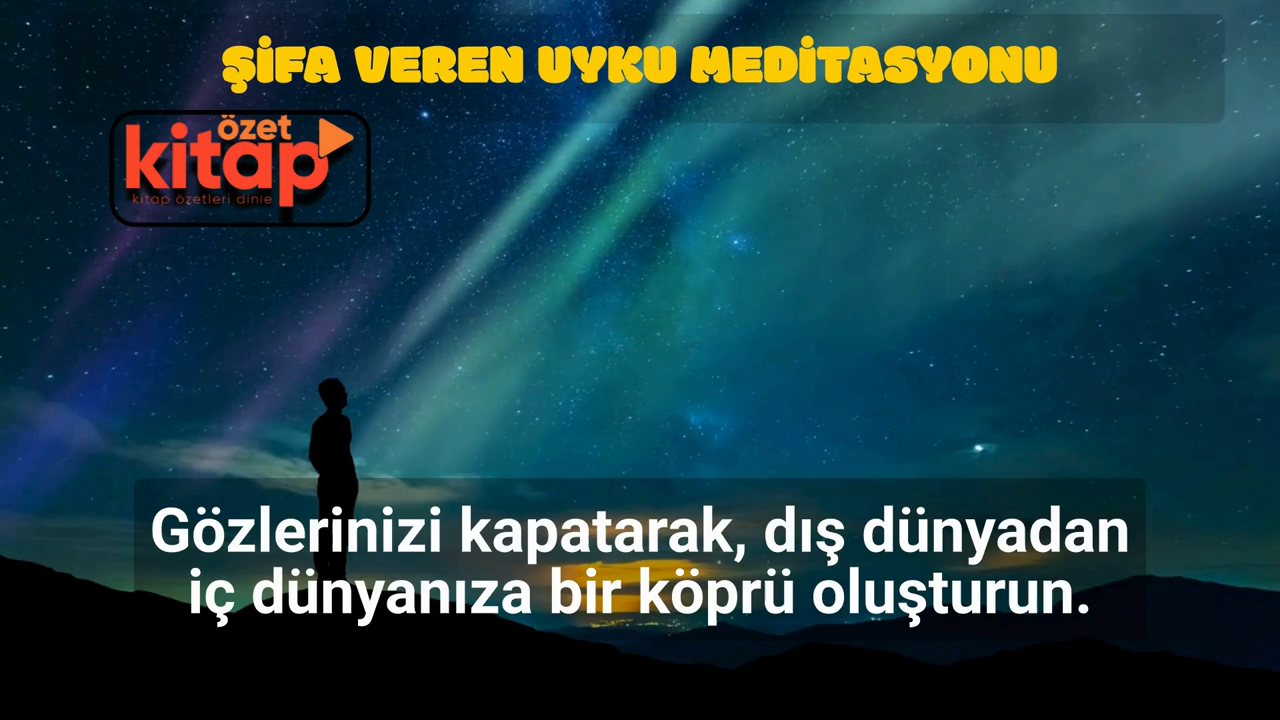 ŞİFA VEREN UYKU MEDİTASYONU
özet
kitap
kitap özetleri dinle
Gözlerinizi kapatarak, dış dünyadan
iç dünyanıza bir köprü oluşturun.